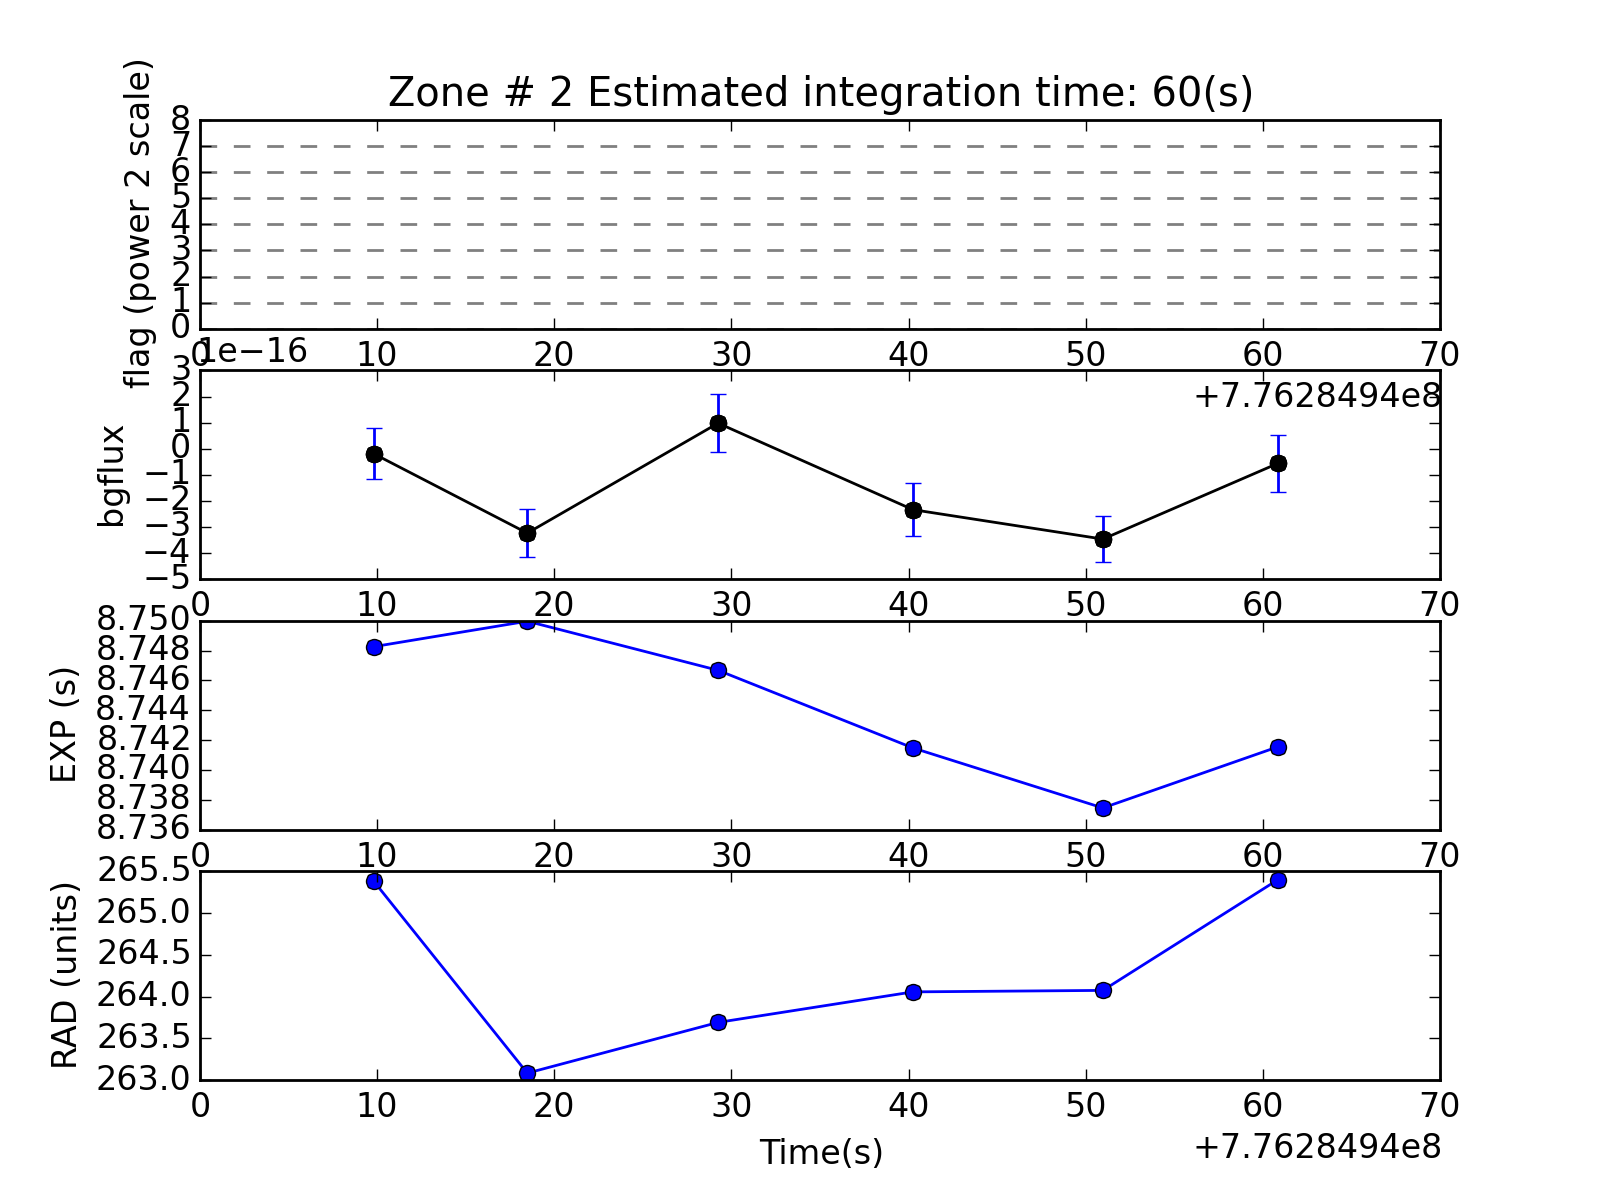 Zone # 2 Estimated integration time: 60(s)
flag (power 2 scale)
8
7
6
5
4
3
2
1
0
0 10 20 30 40 50 60 70
1e−16
+7.7628494e8
bgflux
3
2
1
0
−1
−2
−3
−4
−5
0 10 20 30 40 50 60 70
EXP (s)
8.750
8.748
8.746
8.744
8.742
8.740
8.738
8.736
0 10 20 30 40 50 60 70
RAD (units)
265.5
265.0
264.5
264.0
263.5
263.0
0 10 20 30 40 50 60 70
Time(s)
+7.7628494e8